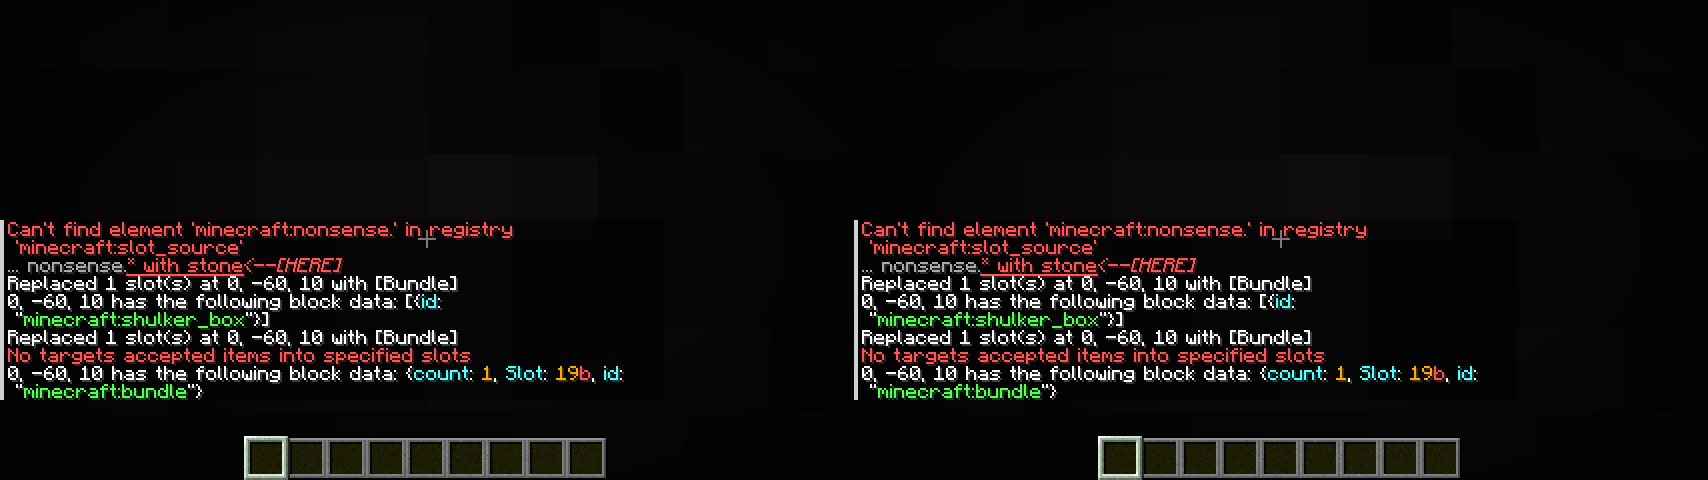 Can't find element 'minecraft:nonsense.' in registry
'minecraft:slot_source'
... nonsense.* with stone<--[HERE]
Replaced 1 slot(s) at 0, -60, 10 with [Bundle]
0, -60, 10 has the following block data: [{id:
"minecraft:shulker_box"}]
Replaced 1 slot(s) at 0, -60, 10 with [Bundle]
No targets accepted items into specified slots
0, -60, 10 has the following block data: {count: 1, Slot: 19b, id:
"minecraft:bundle"}
Can't find element 'minecraft:nonsense.' in registry
'minecraft:slot_source'
... nonsense.* with stone<--[HERE]
Replaced 1 slot(s) at 0, -60, 10 with [Bundle]
0, -60, 10 has the following block data: [{id:
"minecraft:shulker_box"}]
Replaced 1 slot(s) at 0, -60, 10 with [Bundle]
No targets accepted items into specified slots
0, -60, 10 has the following block data: {count: 1, Slot: 19b, id:
"minecraft:bundle"}